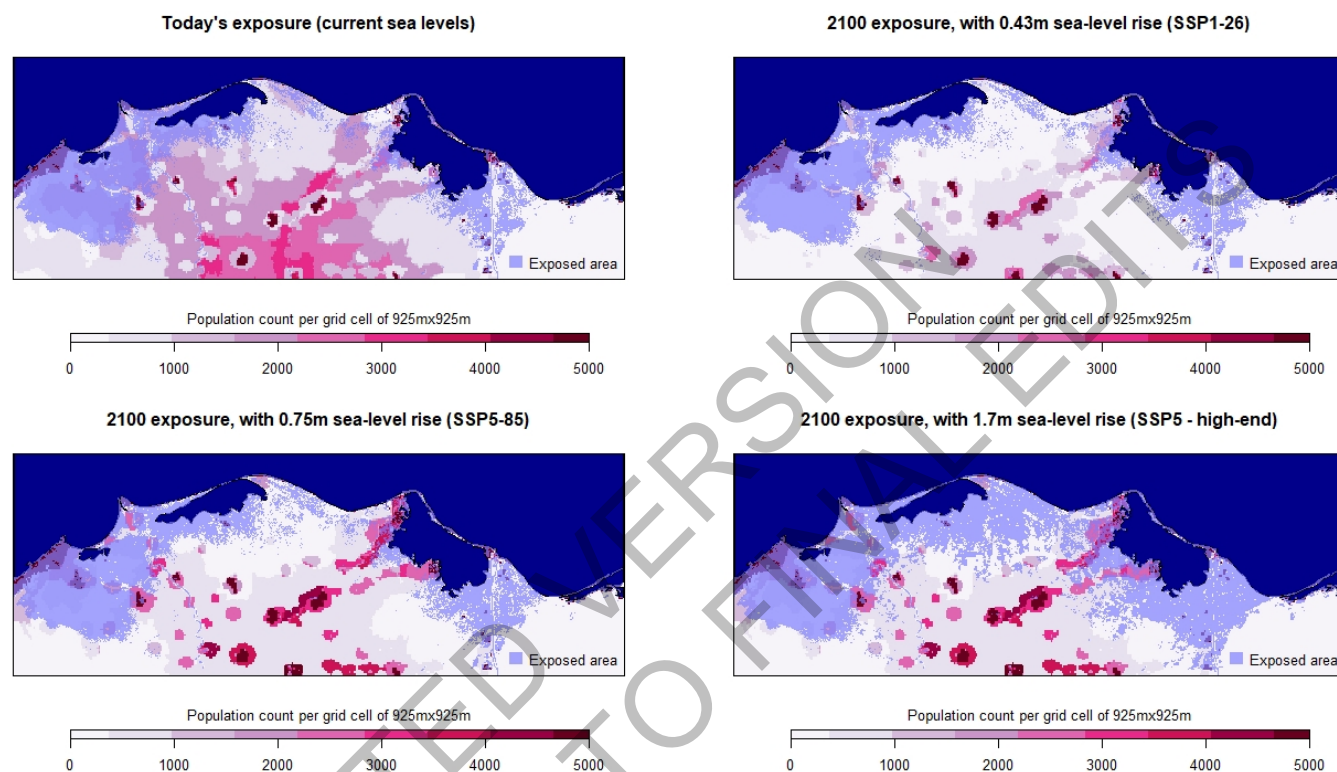 Today's exposure (current sea levels)
2100 exposure, with 0.43m sea-level rise (SSP1-26)
Exposed area
Exposed area
Population count per grid cell of 925mx925m
Population count per grid cell of 925mx925m
0 1000 2000 3000 4000 5000
0 1000 2000 3000 4000 5000
2100 exposure, with 0.75m sea-level rise (SSP5-85)
2100 exposure, with 1.7m sea-level rise (SSP5 - high-end)
Exposed area
Exposed area
Population count per grid cell of 925mx925m
Population count per grid cell of 925mx925m
0 1000 2000 3000 4000 5000
0 1000 2000 3000 4000 5000
VERSION
TO FINAL EDITS